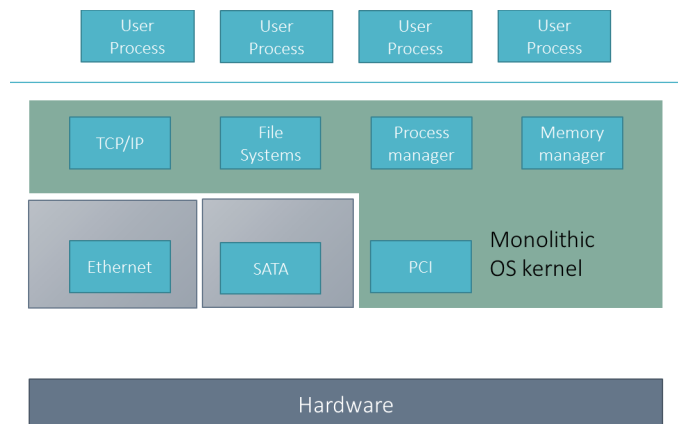 User
Process
User
Process
User
Process
User
Process
TCP/IP
File
Systems
Process
manager
Memory
manager
Ethernet
SATA
PCI
Monolithic
OS kernel
Hardware